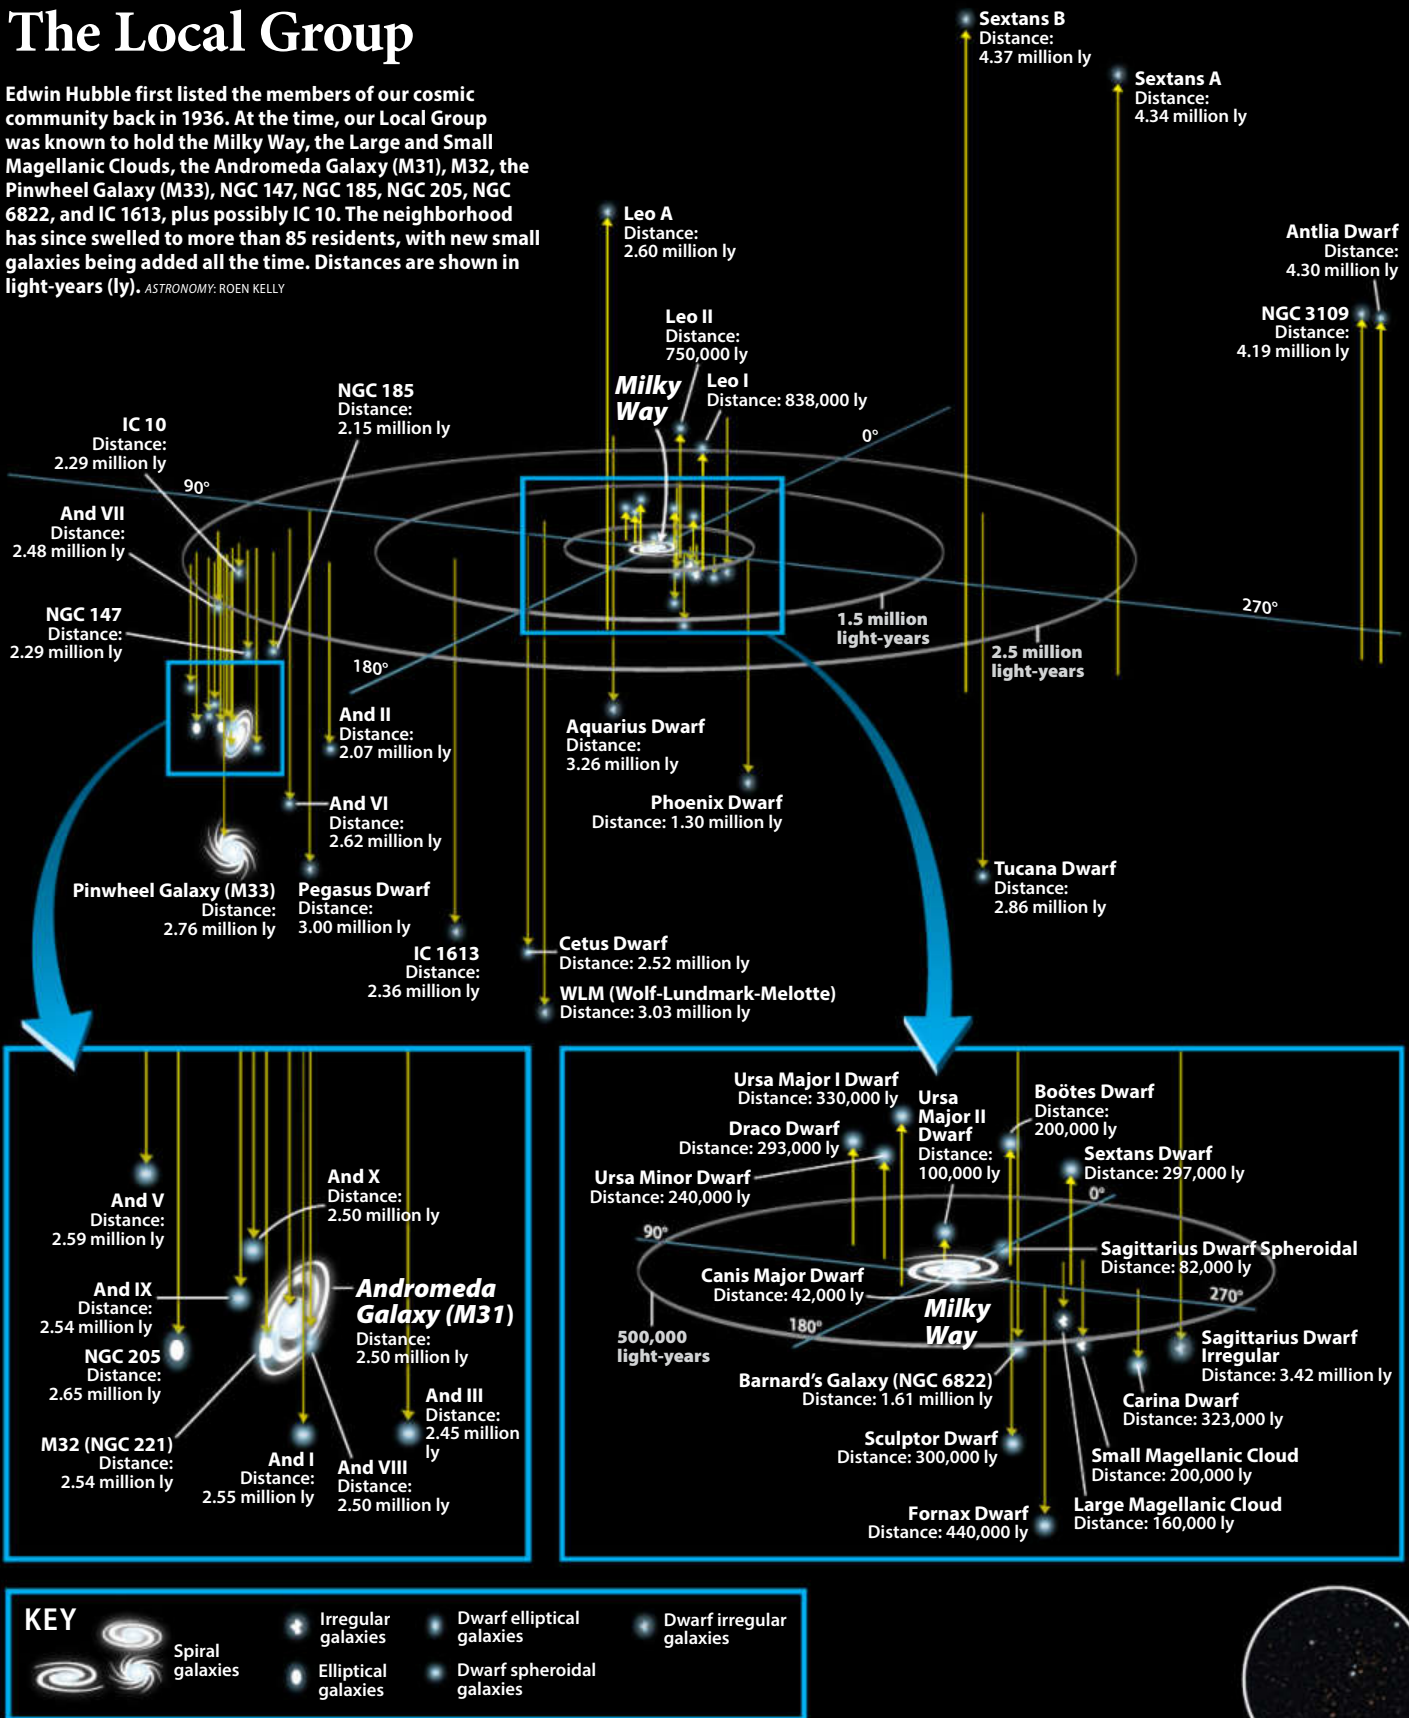 The Local Group
Edwin Hubble first listed the members of our cosmic
community back in 1936. At the time, our Local Group
was known to hold the Milky Way, the Large and Small
Magellanic Clouds, the Andromeda Galaxy (M31), M32, the
Pinwheel Galaxy (M33), NGC 147, NGC 185, NGC 205, NGC
6822, and IC 1613, plus possibly IC 10. The neighborhood
has since swelled to more than 85 residents, with new small
galaxies being added all the time. Distances are shown in
light-years (ly). ASTRONOMY: ROEN KELLY
Sextans B
Distance:
4.37 million ly
Sextans A
Distance:
4.34 million ly
Leo A
Distance:
2.60 million ly
Antlia Dwarf
Distance:
4.30 million ly
NGC 3109
Distance:
4.19 million ly
Leo II
Distance:
750,000 ly
Milky
Way
Leo I
Distance: 838,000 ly
NGC 185
Distance:
2.15 million ly
IC 10
Distance:
2.29 million ly
0°
90°
And VII
Distance:
2.48 million ly
NGC 147
Distance:
2.29 million ly
180°
1.5 million
light-years
2.5 million
light-years
270°
And II
Distance:
2.07 million ly
Aquarius Dwarf
Distance:
3.26 million ly
Phoenix Dwarf
Distance: 1.30 million ly
And VI
Distance:
2.62 million ly
Pinwheel Galaxy (M33)
Distance:
2.76 million ly
Pegasus Dwarf
Distance:
3.00 million ly
Tucana Dwarf
Distance:
2.86 million ly
IC 1613
Distance:
2.36 million ly
Cetus Dwarf
Distance: 2.52 million ly
WLM (Wolf-Lundmark-Melotte)
Distance: 3.03 million ly
And V
Distance:
2.59 million ly
And X
Distance:
2.50 million ly
And IX
Distance:
2.54 million ly
Andromeda
Galaxy (M31)
Distance:
2.50 million ly
NGC 205
Distance:
2.65 million ly
And III
Distance:
2.45 million
ly
M32 (NGC 221)
Distance:
2.54 million ly
And I
Distance:
2.55 million ly
And VIII
Distance:
2.50 million ly
Ursa Major I Dwarf
Distance: 330,000 ly
Ursa
Major II
Dwarf
Distance:
100,000 ly
Boötes Dwarf
Distance:
200,000 ly
Draco Dwarf
Distance: 293,000 ly
Sextans Dwarf
Distance: 297,000 ly
Ursa Minor Dwarf
Distance: 240,000 ly
0°
90°
Sagittarius Dwarf Spheroidal
Distance: 82,000 ly
Canis Major Dwarf
Distance: 42,000 ly
Milky
Way
270°
180°
500,000
light-years
Sagittarius Dwarf
Irregular
Distance: 3.42 million ly
Barnard's Galaxy (NGC 6822)
Distance: 1.61 million ly
Carina Dwarf
Distance: 323,000 ly
Sculptor Dwarf
Distance: 300,000 ly
Small Magellanic Cloud
Distance: 200,000 ly
Large Magellanic Cloud
Distance: 160,000 ly
Fornax Dwarf
Distance: 440,000 ly
KEY
Spiral
galaxies
Irregular
galaxies
Elliptical
galaxies
Dwarf elliptical
galaxies
Dwarf spheroidal
galaxies
Dwarf irregular
galaxies